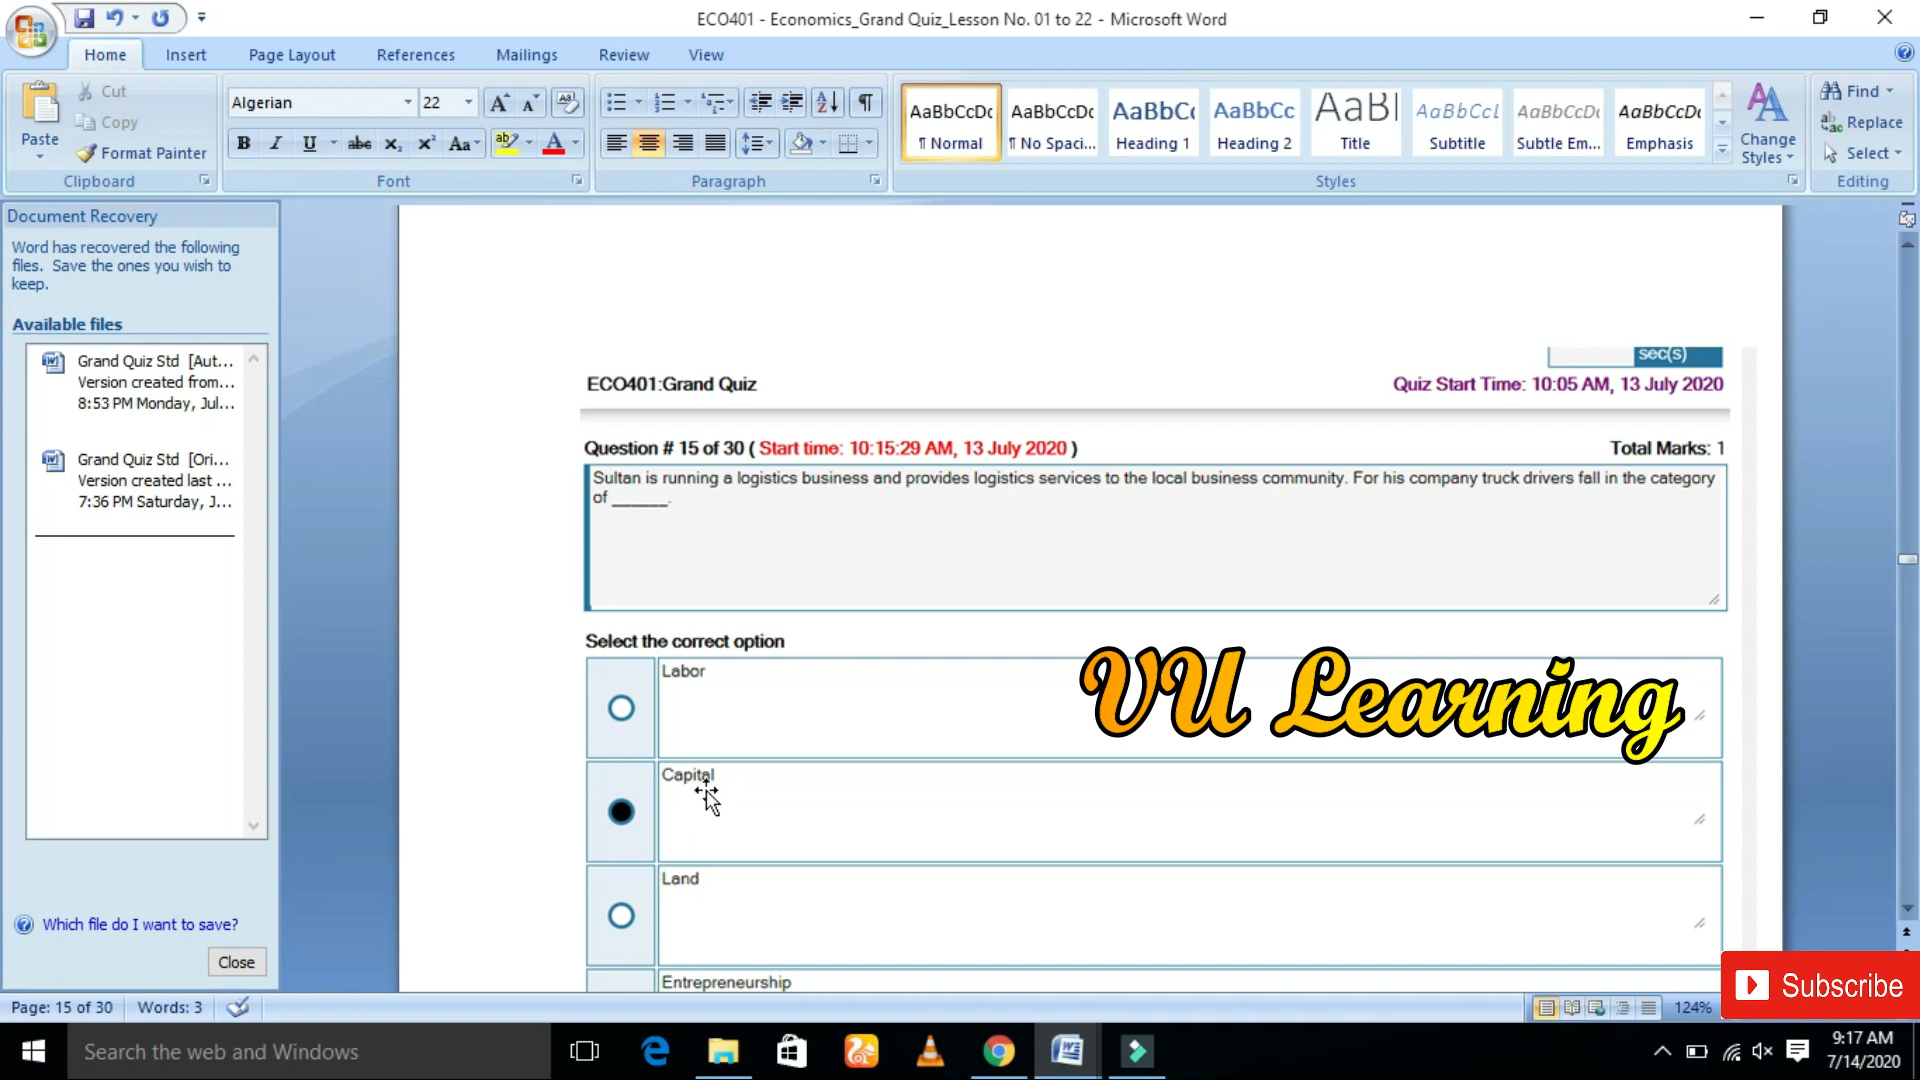 ECO401 - Economics_Grand Quiz_Lesson No. 01 to 22 - Microsoft Word
Home Insert Page Layout References Mailings Review View
Paste
Cut
Copy
Format Painter
Clipboard
Algerian 22
Font
Paragraph
AaBbCcDc AaBbCcDc AaBbC AaBbCc AaB AaBbCcL AaBbCcDc AaBbCcDc
¶ Normal ¶ No Spaci... Heading 1 Heading 2 Title Subtitle Subtle Em... Emphasis
Change Styles
Styles
Find
Replace
Select
Editing
Document Recovery
Word has recovered the following
files. Save the ones you wish to
keep.
Available files
Grand Quiz Std [Aut...
Version created from...
8:53 PM Monday, Jul...
Grand Quiz Std [Ori...
Version created last ...
7:36 PM Saturday, J...
Which file do I want to save?
Close
sec(s)
ECO401:Grand Quiz
Quiz Start Time: 10:05 AM, 13 July 2020
Question # 15 of 30 ( Start time: 10:15:29 AM, 13 July 2020 )
Total Marks: 1
Sultan is running a logistics business and provides logistics services to the local business community. For his company truck drivers fall in the category
of ______.
Select the correct option
Labor
VU Learning
Capital
Land
Entrepreneurship
Subscribe
Page: 15 of 30 Words: 3
124%
Search the web and Windows
9:17 AM
7/14/2020